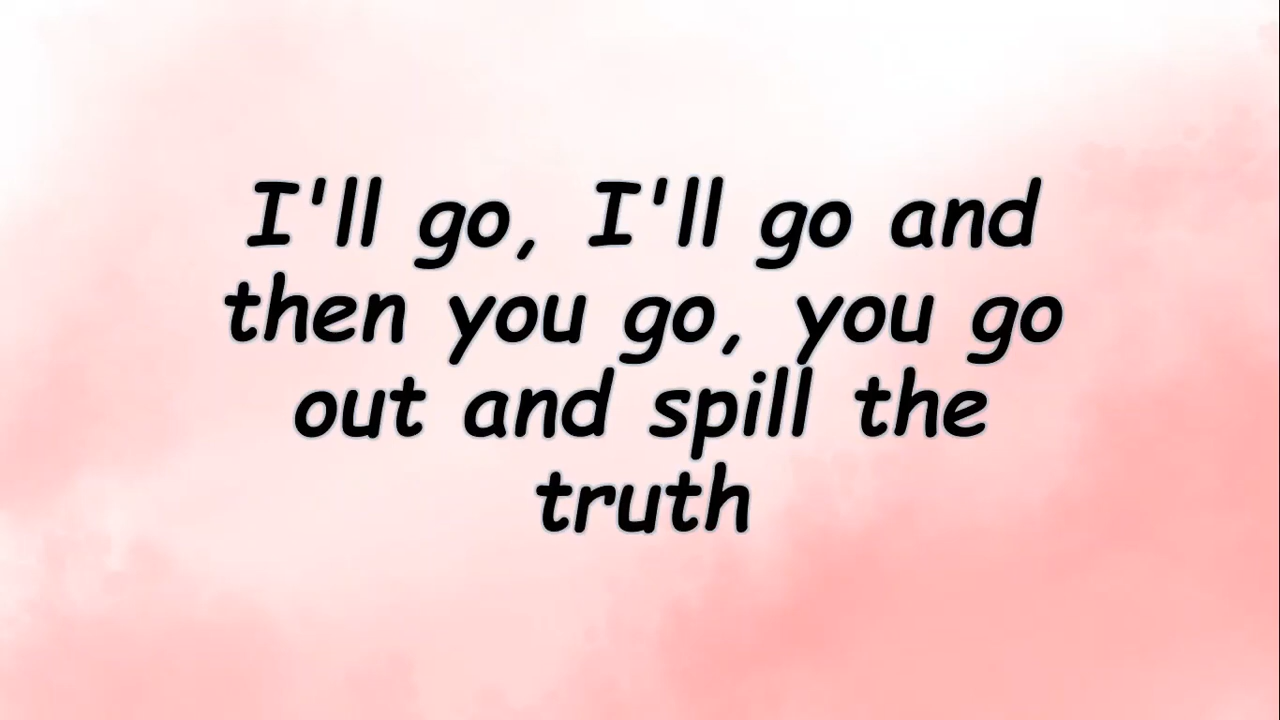 I'll go, I'll go and
then you go, you go
out and spill the
truth